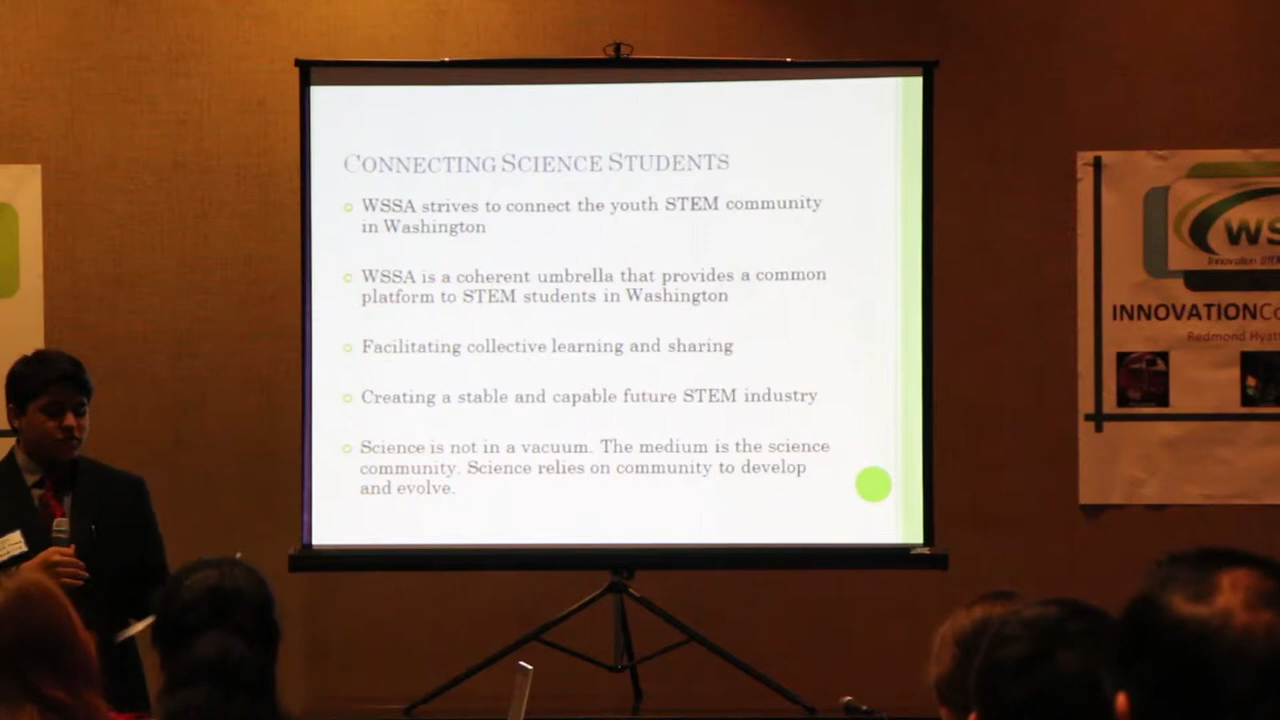 CONNECTING SCIENCE STUDENTS
WSSA strives to connect the youth STEM community
in Washington
WSSA is a coherent umbrella that provides a common
platform to STEM students in Washington
Facilitating collective learning and sharing
Creating a stable and capable future STEM industry
Science is not in a vacuum. The medium is the science
community. Science relies on community to develop
and evolve.
WS
Innovation
INNOVATIONCo
Redmond Hyat